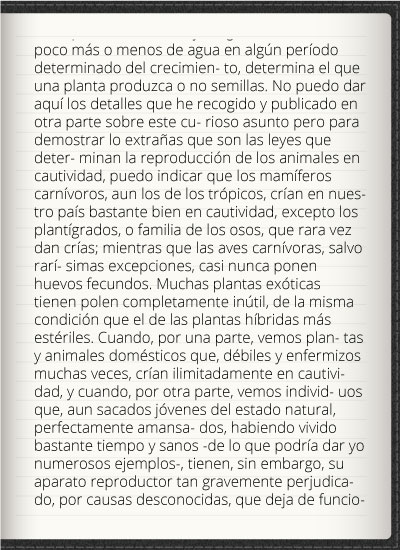 poco más o menos de agua en algún período
determinado del crecimien- to, determina el que
una planta produzca o no semillas. No puedo dar
aquí los detalles que he recogido y publicado en
otra parte sobre este cu- rioso asunto pero para
demostrar lo extrañas que son las leyes que
deter- minan la reproducción de los animales en
cautividad, puedo indicar que los mamíferos
carnívoros, aun los de los trópicos, crían en nues-
tro país bastante bien en cautividad, excepto los
plantígrados, o familia de los osos, que rara vez
dan crías; mientras que las aves carnívoras, salvo
rarí- simas excepciones, casi nunca ponen
huevos fecundos. Muchas plantas exóticas
tienen polen completamente inútil, de la misma
condición que el de las plantas híbridas más
estériles. Cuando, por una parte, vemos plan- tas
y animales domésticos que, débiles y enfermizos
muchas veces, crían ilimitadamente en cautivi-
dad, y cuando, por otra parte, vemos individ- uos
que, aun sacados jóvenes del estado natural,
perfectamente amansa- dos, habiendo vivido
bastante tiempo y sanos -de lo que podría dar yo
numerosos ejemplos-, tienen, sin embargo, su
aparato reproductor tan gravemente perjudica-
do, por causas desconocidas, que deja de funcio-